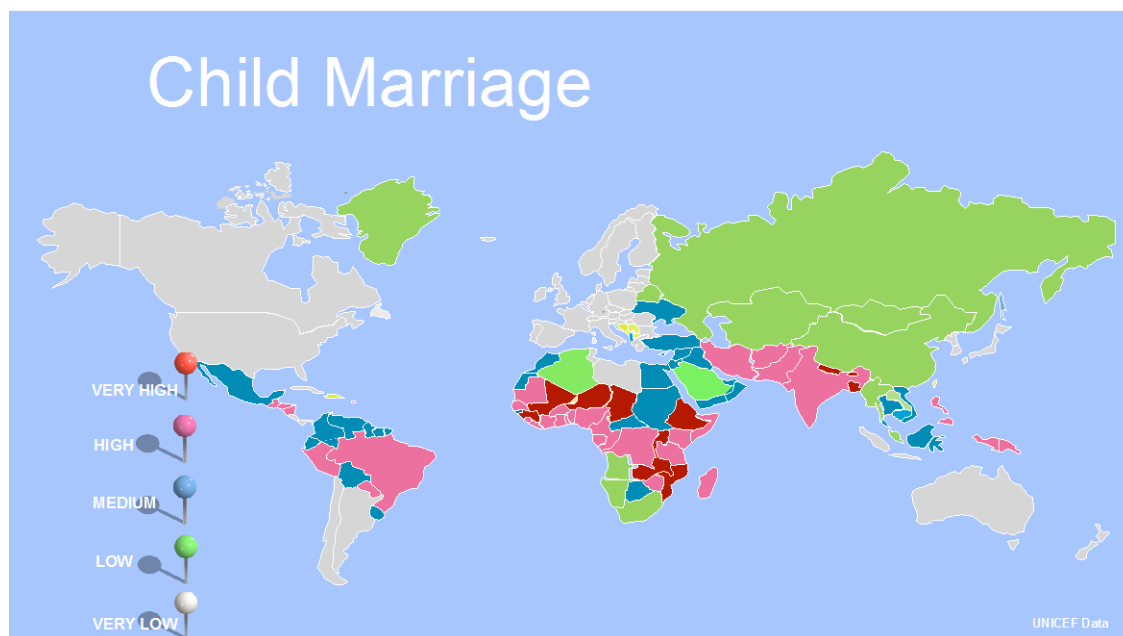 Child Marriage
VERY HIGH
HIGH
MEDIUM
LOW
VERY LOW
UNICEF Data